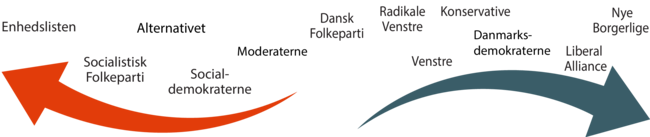 Enhedslisten
Socialistisk
Folkeparti
Alternativet
Social-
demokraterne
Moderaterne
Dansk
Folkeparti
Radikale
Venstre
Venstre
Konservative
Danmarks-
demokraterne
Liberal
Alliance
Nye
Borgerlige